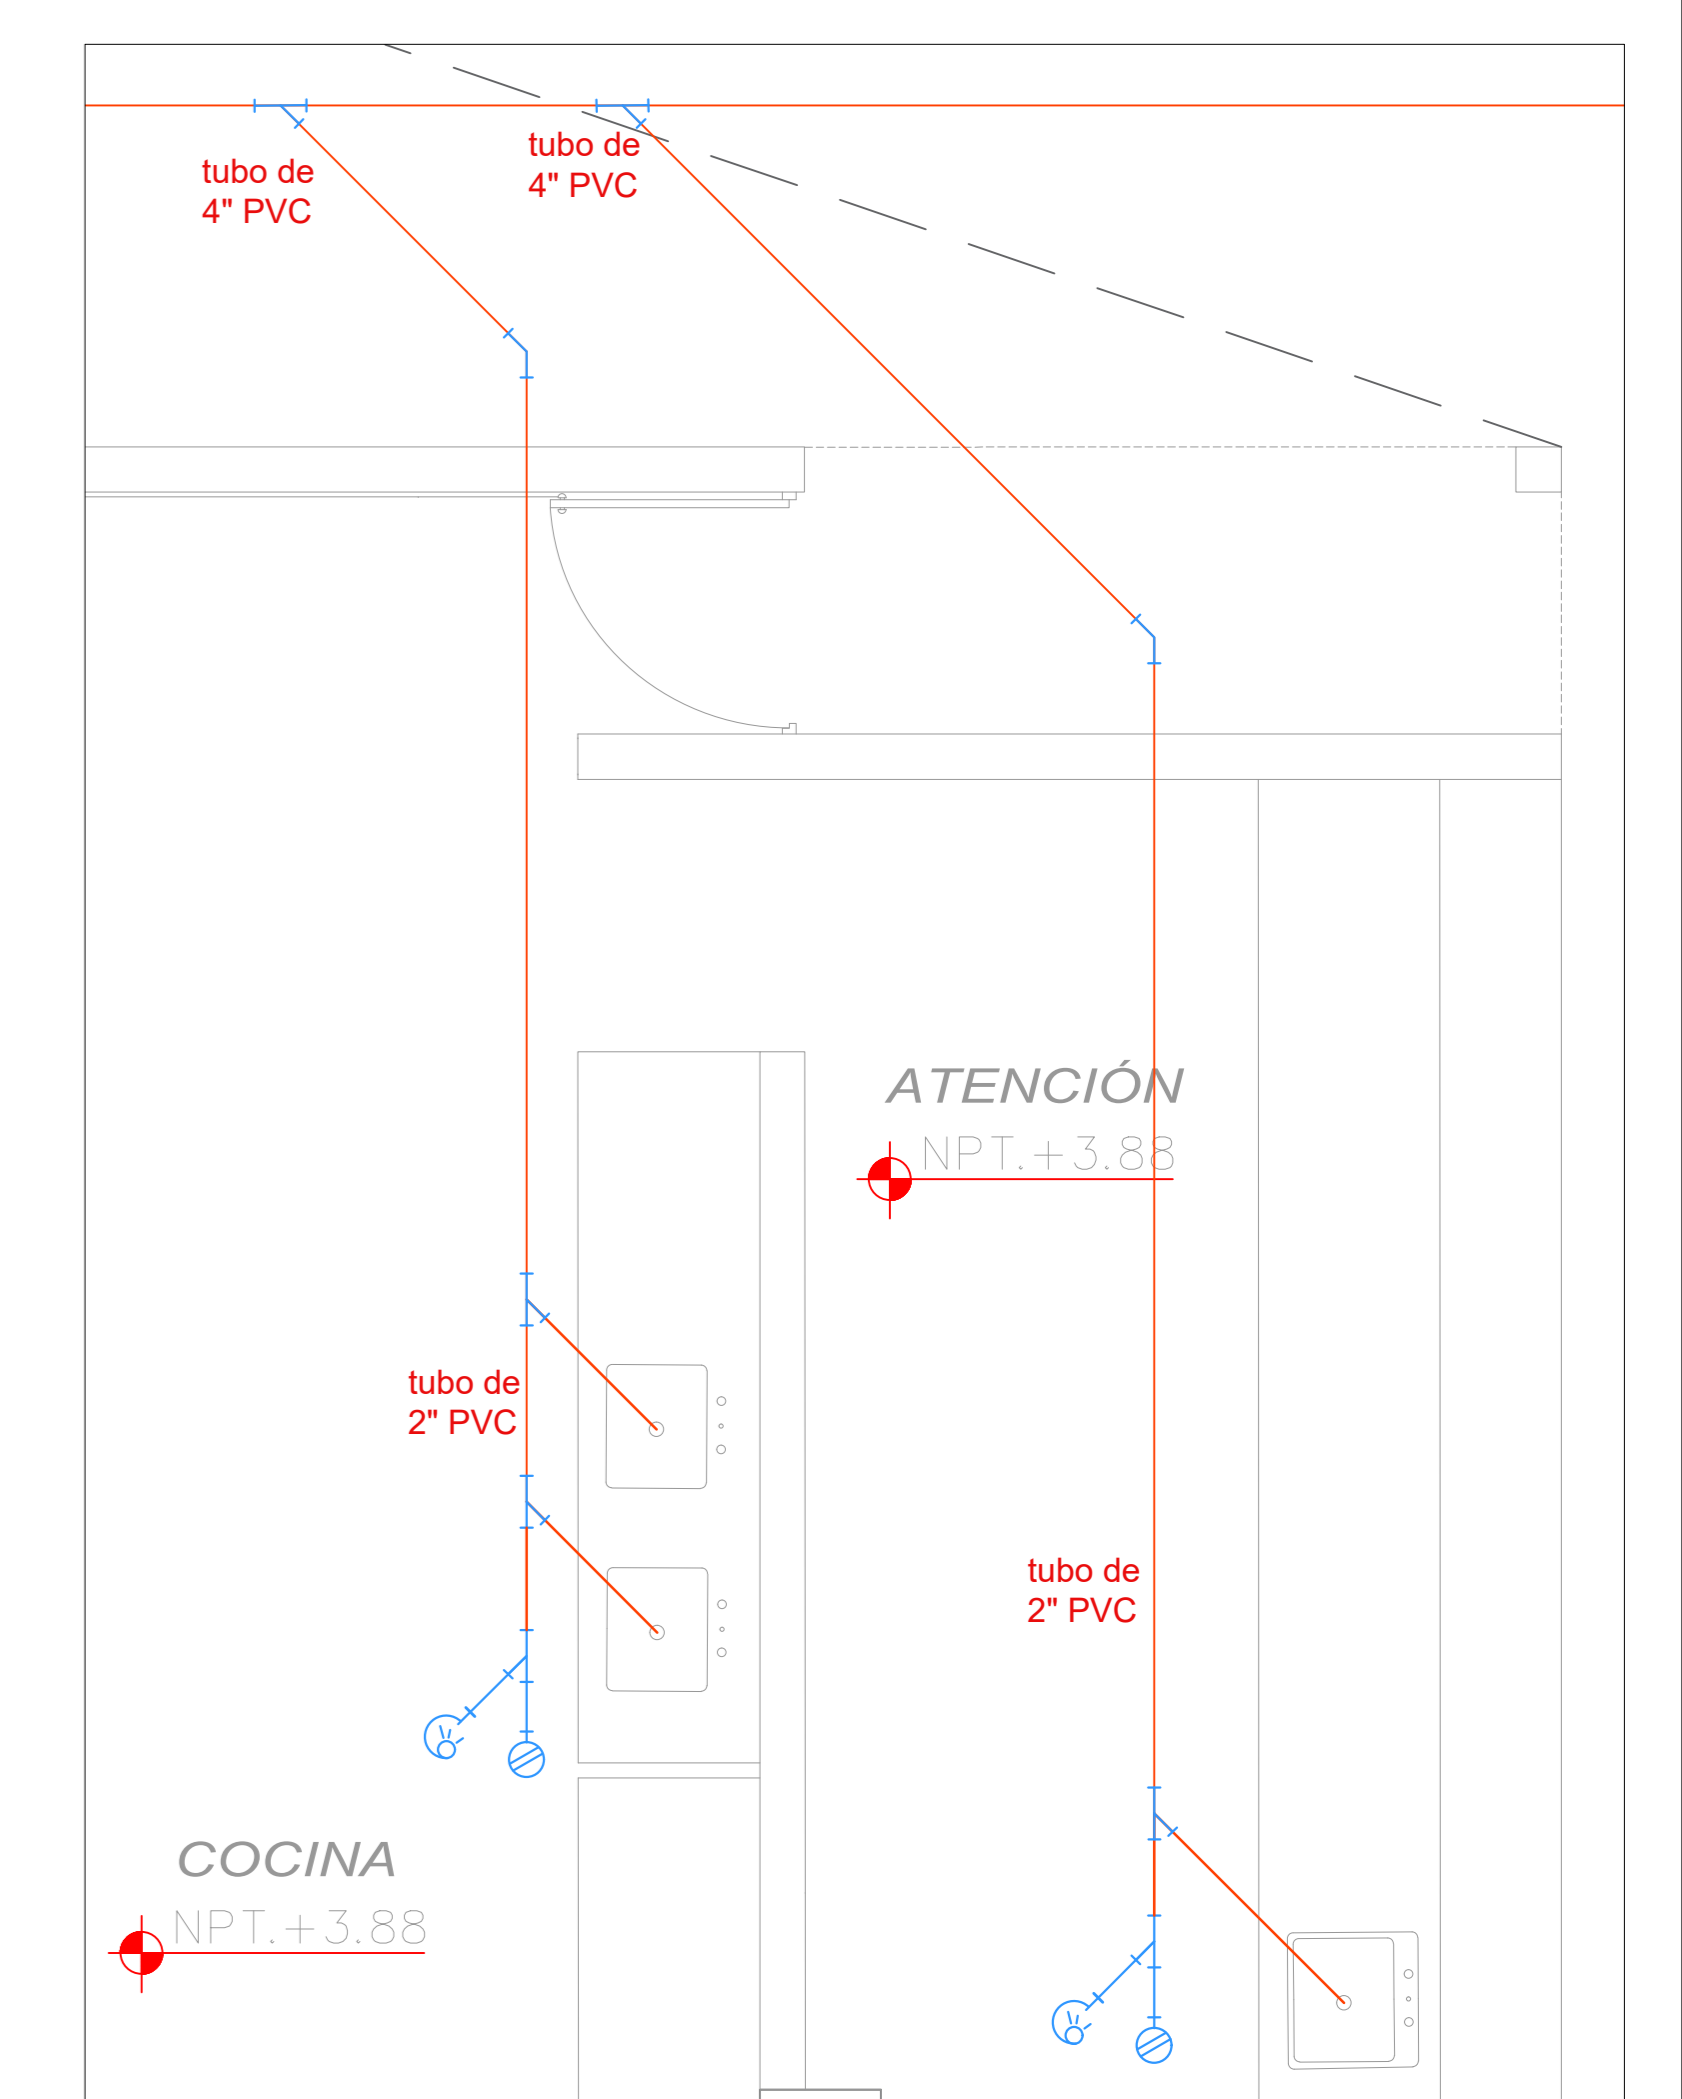 tubo de
4" PVC
tubo de
4" PVC
ATENCIÓN
NPT.+3.88
tubo de
2" PVC
tubo de
2" PVC
COCINA
NPT.+3.88